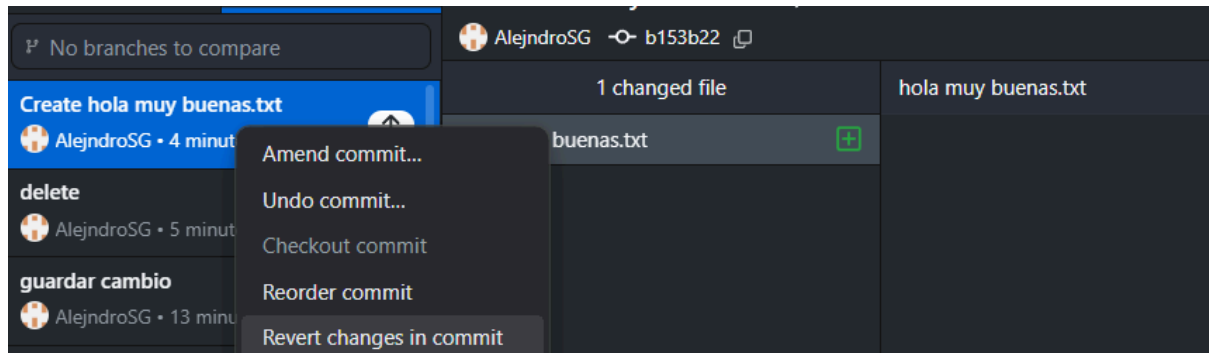 No branches to compare
AlejndroSG b153b22
1 changed file
hola muy buenas.txt
Create hola muy buenas.txt
AlejndroSG • 4 minut
buenas.txt
delete
AlejndroSG • 5 minut
guardar cambio
AlejndroSG • 13 minu
Amend commit...
Undo commit...
Checkout commit
Reorder commit
Revert changes in commit